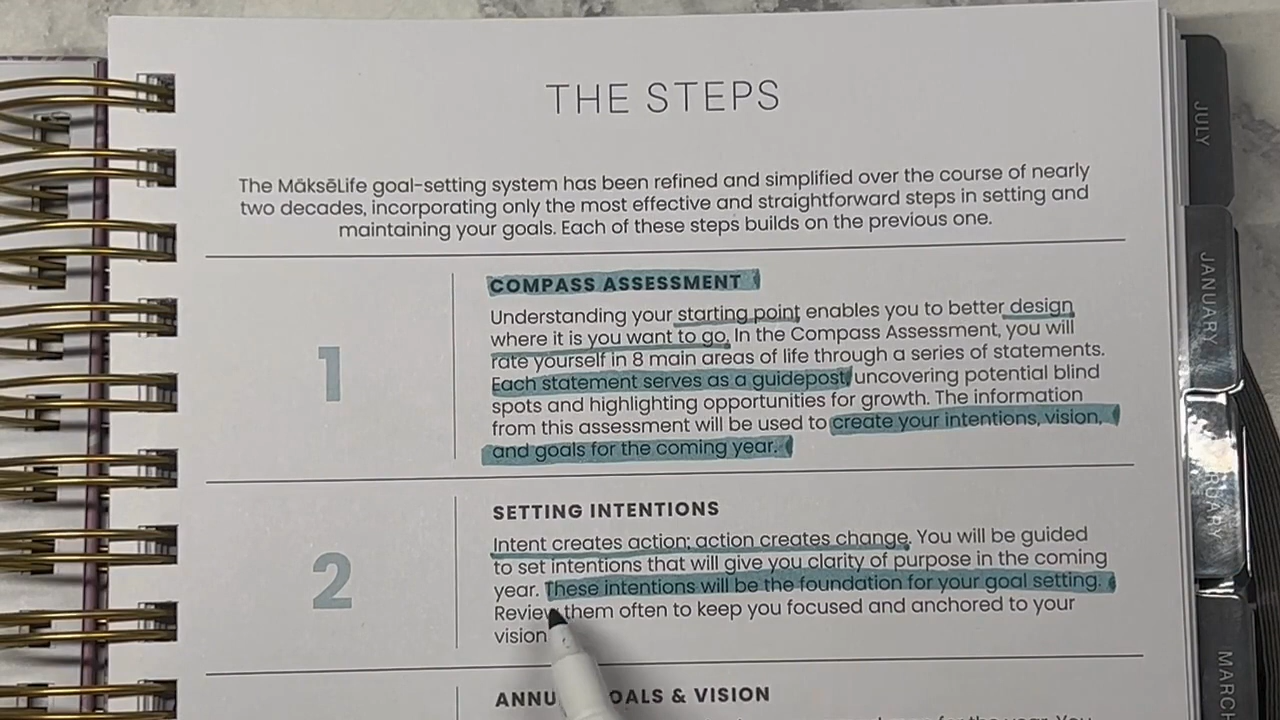 THE STEPS
The MāksēLife goal-setting system has been refined and simplified over the course of nearly
two decades, incorporating only the most effective and straightforward steps in setting and
maintaining your goals. Each of these steps builds on the previous one.
1
COMPASS ASSESSMENT
Understanding your starting point enables you to better design
where it is you want to go. In the Compass Assessment, you will
rate yourself in 8 main areas of life through a series of statements.
Each statement serves as a guidepost, uncovering potential blind
spots and highlighting opportunities for growth. The information
from this assessment will be used to create your intentions, vision,
and goals for the coming year.
2
SETTING INTENTIONS
Intent creates action; action creates change. You will be guided
to set intentions that will give you clarity of purpose in the coming
year. These intentions will be the foundation for your goal setting.
Review them often to keep you focused and anchored to your
vision
GOALS & VISION
for the year. You
JULY
JANUARY
MARCH